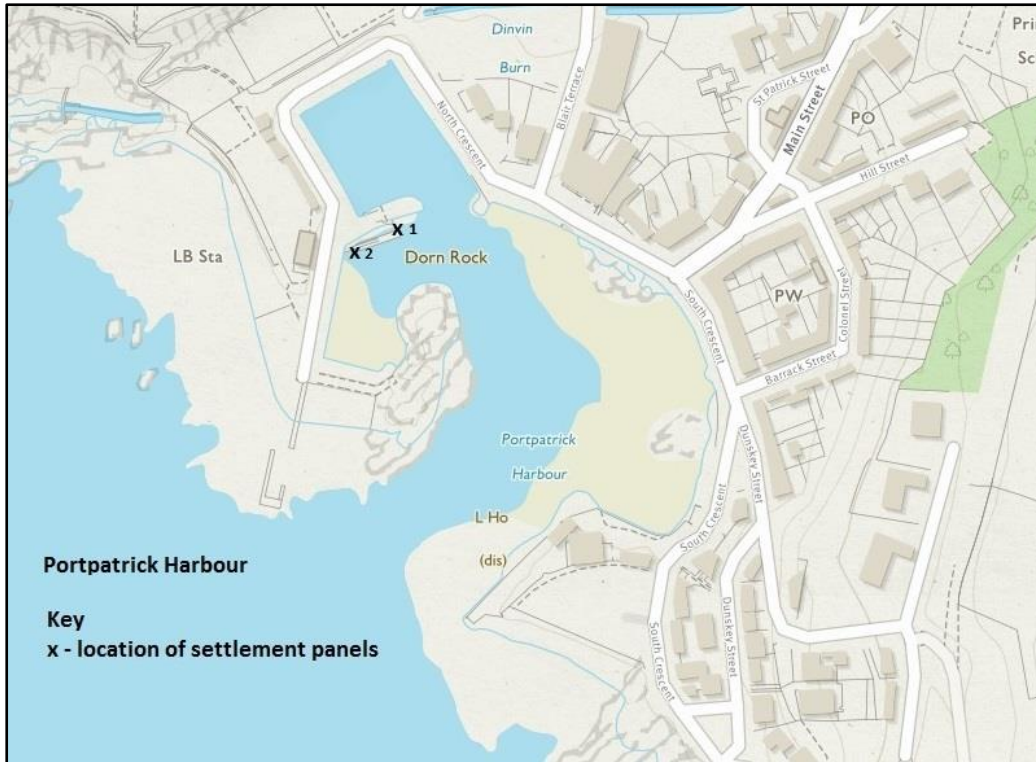 Dinvin
Burn
Pri
Sc
St Patrick Street
Main Street
PO
Blair Terrace
North Crescent
Hill Street
x 1
x 2
LB Sta
Dorn Rock
PW
South Crescent
Colonel Street
Barrack Street
Portpatrick
Harbour
Dunskey Street
L Ho
(dis)
South Crescent
Portpatrick Harbour
Key
x - location of settlement panels
Dunskey Street
South Crescent